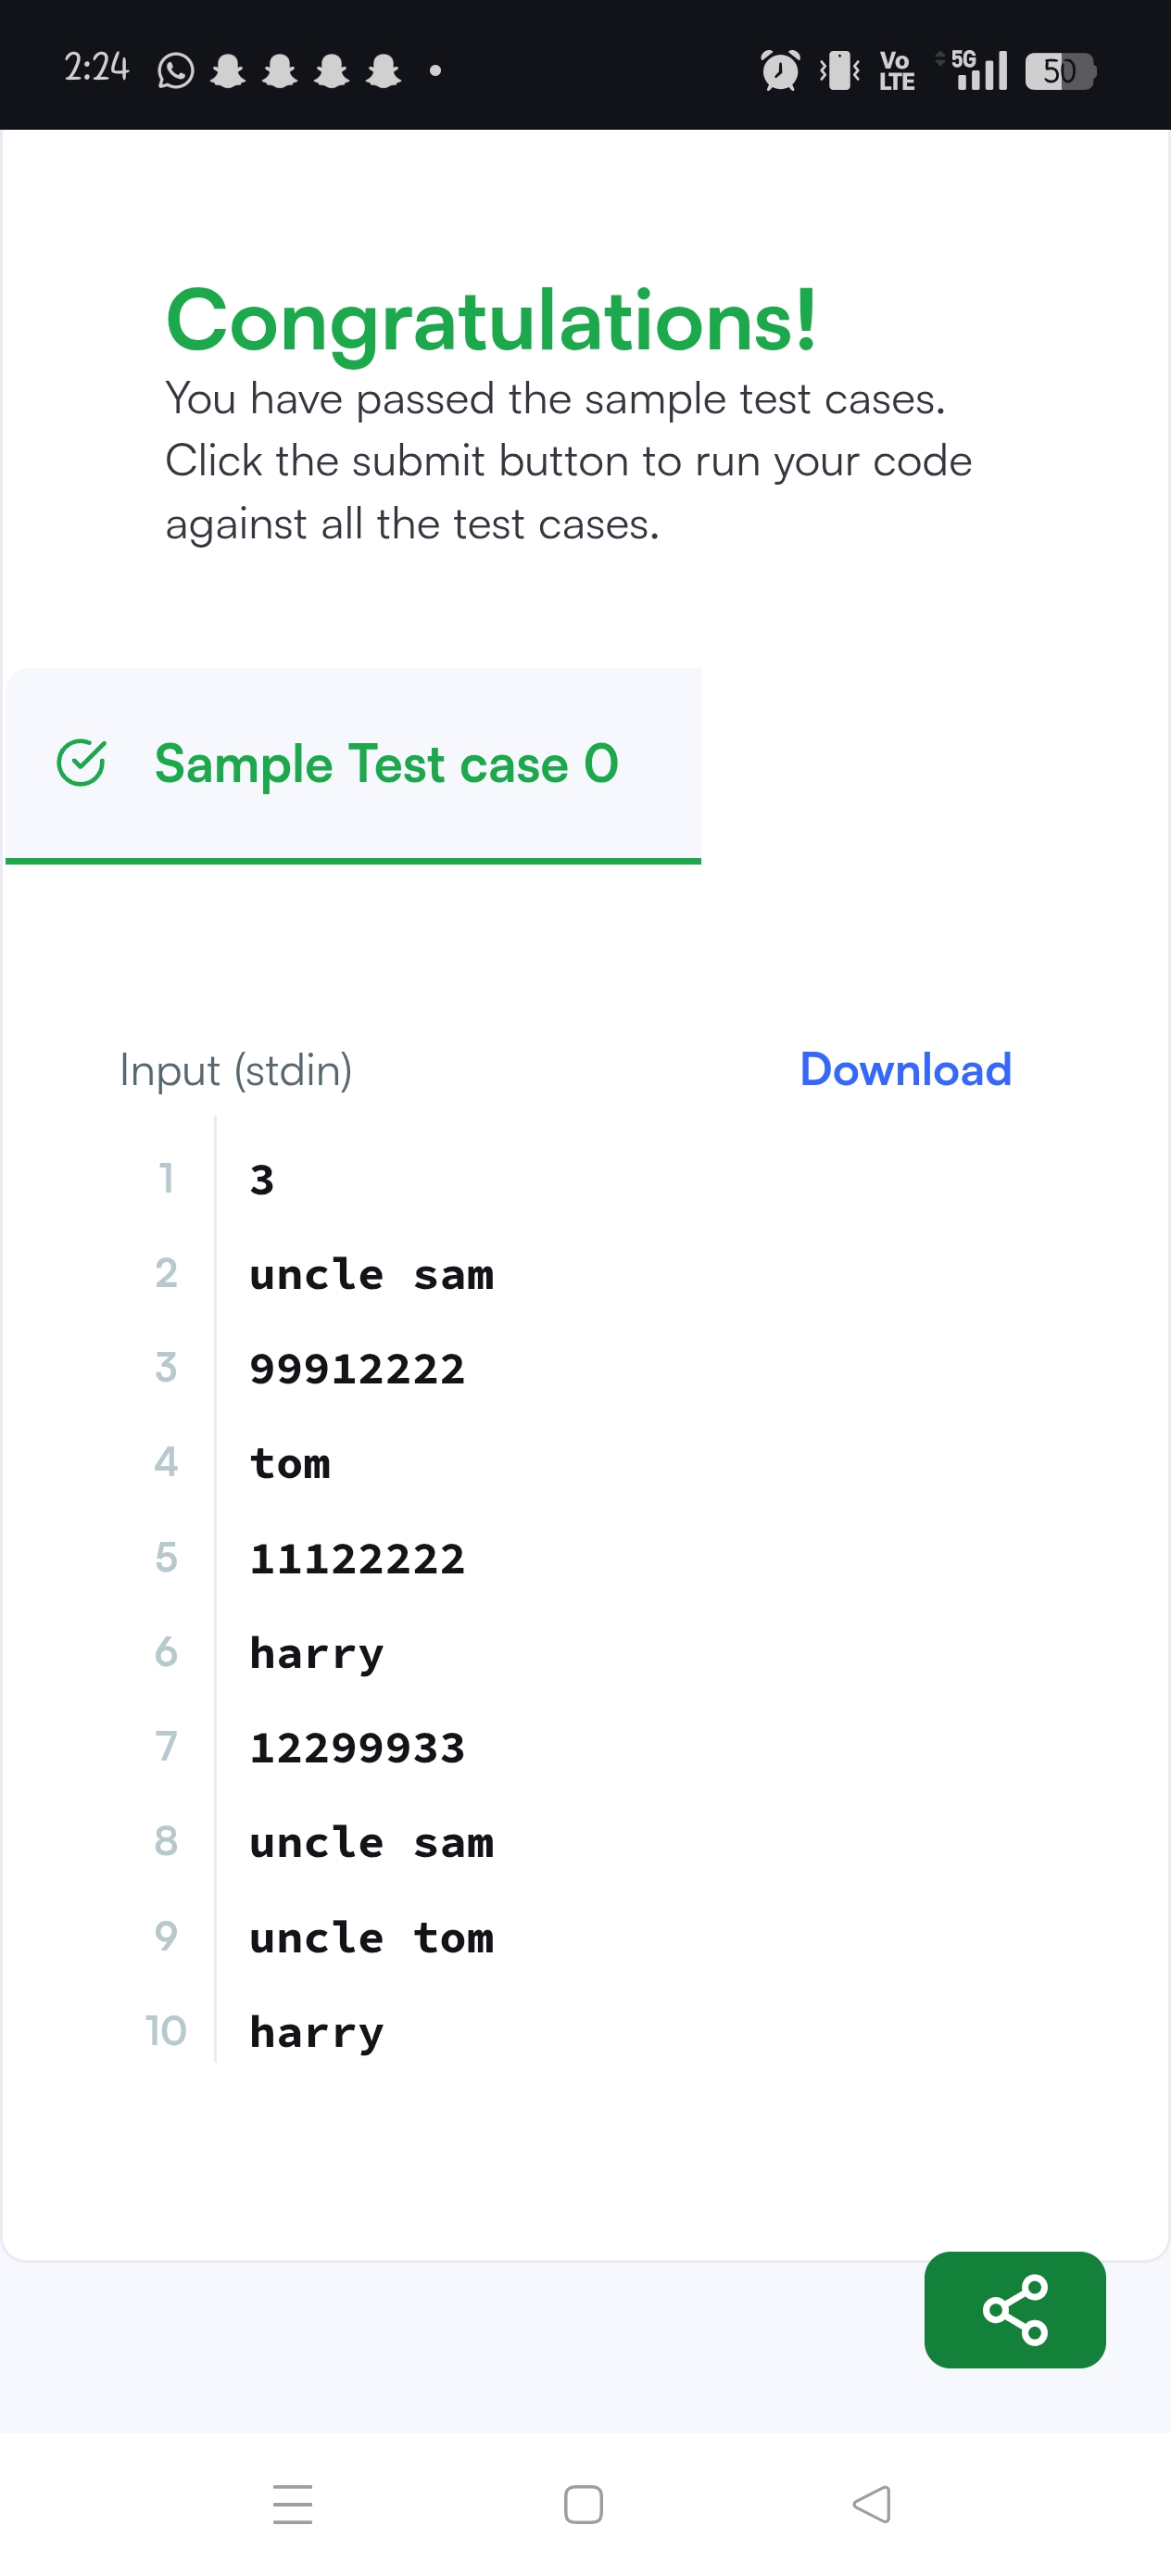 2:24
Vo
LTE
5G
50
Congratulations!
You have passed the sample test cases.
Click the submit button to run your code
against all the test cases.
Sample Test case 0
Input (stdin)
Download
1 3
2 uncle sam
3 99912222
4 tom
5 11122222
6 harry
7 12299933
8 uncle sam
9 uncle tom
10 harry